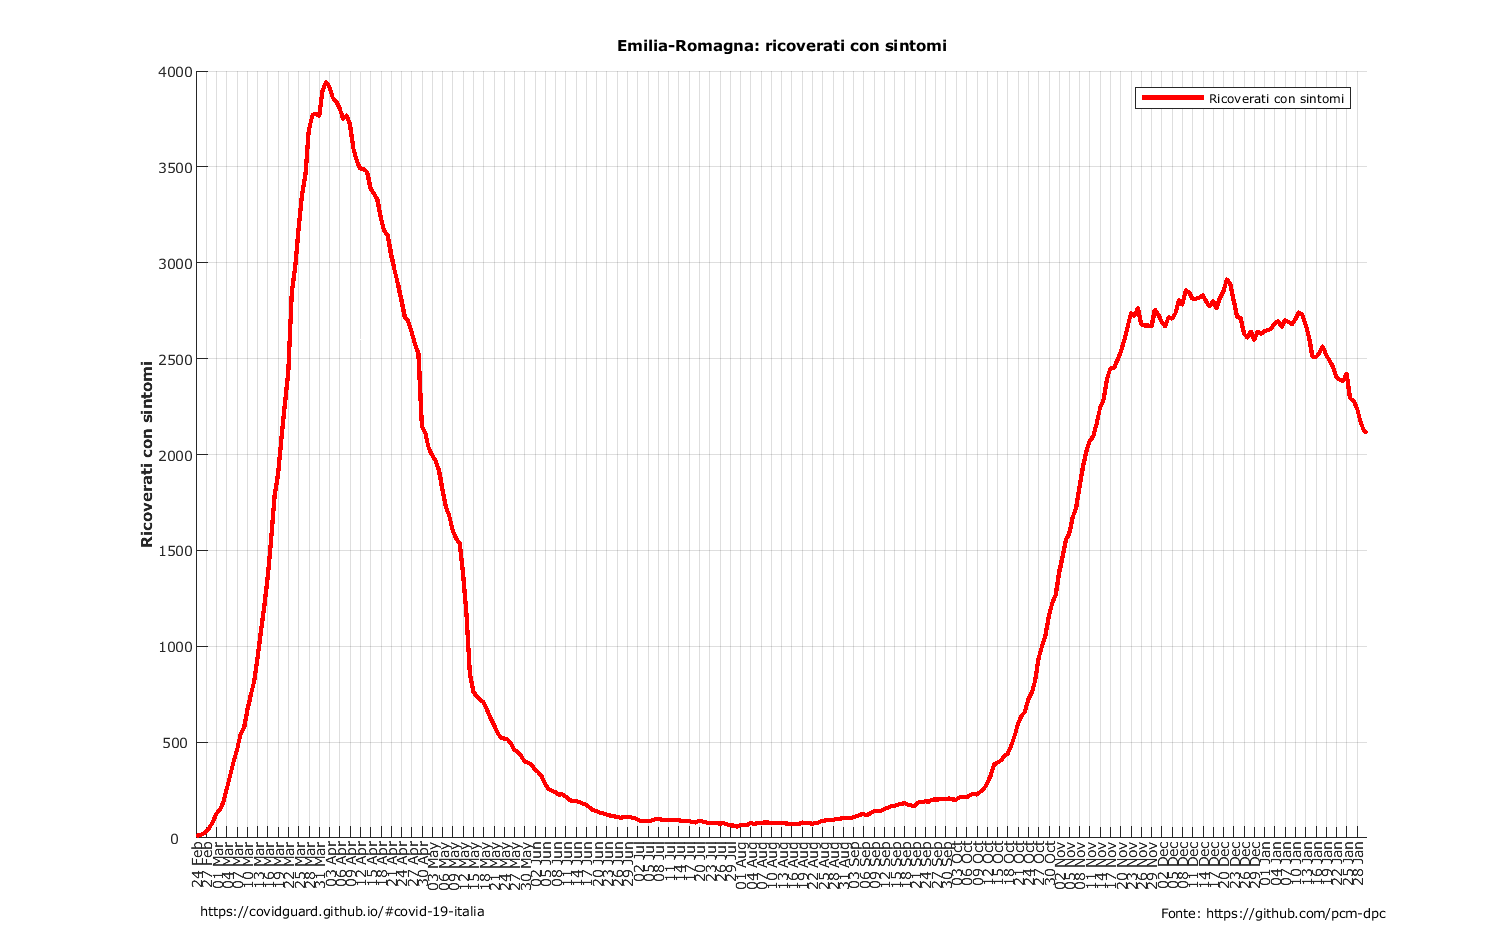 Emilia-Romagna: ricoverati con sintomi
Ricoverati con sintomi
Ricoverati con sintomi
4000
3500
3000
2500
2000
1500
1000
500
0
24 Feb
27 Feb
01 Mar
04 Mar
07 Mar
10 Mar
13 Mar
16 Mar
19 Mar
22 Mar
25 Mar
28 Mar
31 Mar
03 Apr
06 Apr
09 Apr
12 Apr
15 Apr
18 Apr
21 Apr
24 Apr
27 Apr
30 Apr
03 May
06 May
09 May
12 May
15 May
18 May
21 May
24 May
27 May
30 May
02 Jun
05 Jun
08 Jun
11 Jun
14 Jun
17 Jun
20 Jun
23 Jun
26 Jun
29 Jun
02 Jul
05 Jul
08 Jul
11 Jul
14 Jul
17 Jul
20 Jul
23 Jul
26 Jul
29 Jul
01 Aug
04 Aug
07 Aug
10 Aug
13 Aug
16 Aug
19 Aug
22 Aug
25 Aug
28 Aug
31 Aug
03 Sep
06 Sep
09 Sep
12 Sep
15 Sep
18 Sep
21 Sep
24 Sep
27 Sep
30 Sep
03 Oct
06 Oct
09 Oct
12 Oct
15 Oct
18 Oct
21 Oct
24 Oct
27 Oct
30 Oct
02 Nov
05 Nov
08 Nov
11 Nov
14 Nov
17 Nov
20 Nov
23 Nov
26 Nov
29 Nov
02 Dec
05 Dec
08 Dec
11 Dec
14 Dec
17 Dec
20 Dec
23 Dec
26 Dec
29 Dec
01 Jan
04 Jan
07 Jan
10 Jan
13 Jan
16 Jan
19 Jan
22 Jan
25 Jan
28 Jan
https://covidguard.github.io/#covid-19-italia
Fonte: https://github.com/pcm-dpc